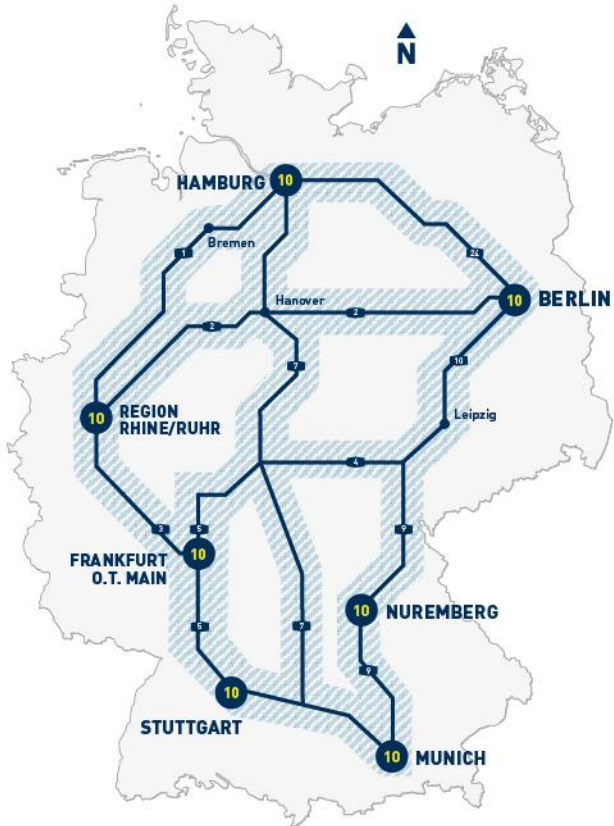 N
HAMBURG
10
Bremen
1
24
Hanover
10
BERLIN
2
2
7
10
10
REGION
RHINE/RUHR
Leipzig
4
3
5
9
FRANKFURT
O.T. MAIN
10
10
NUREMBERG
5
7
9
10
STUTTGART
10
MUNICH